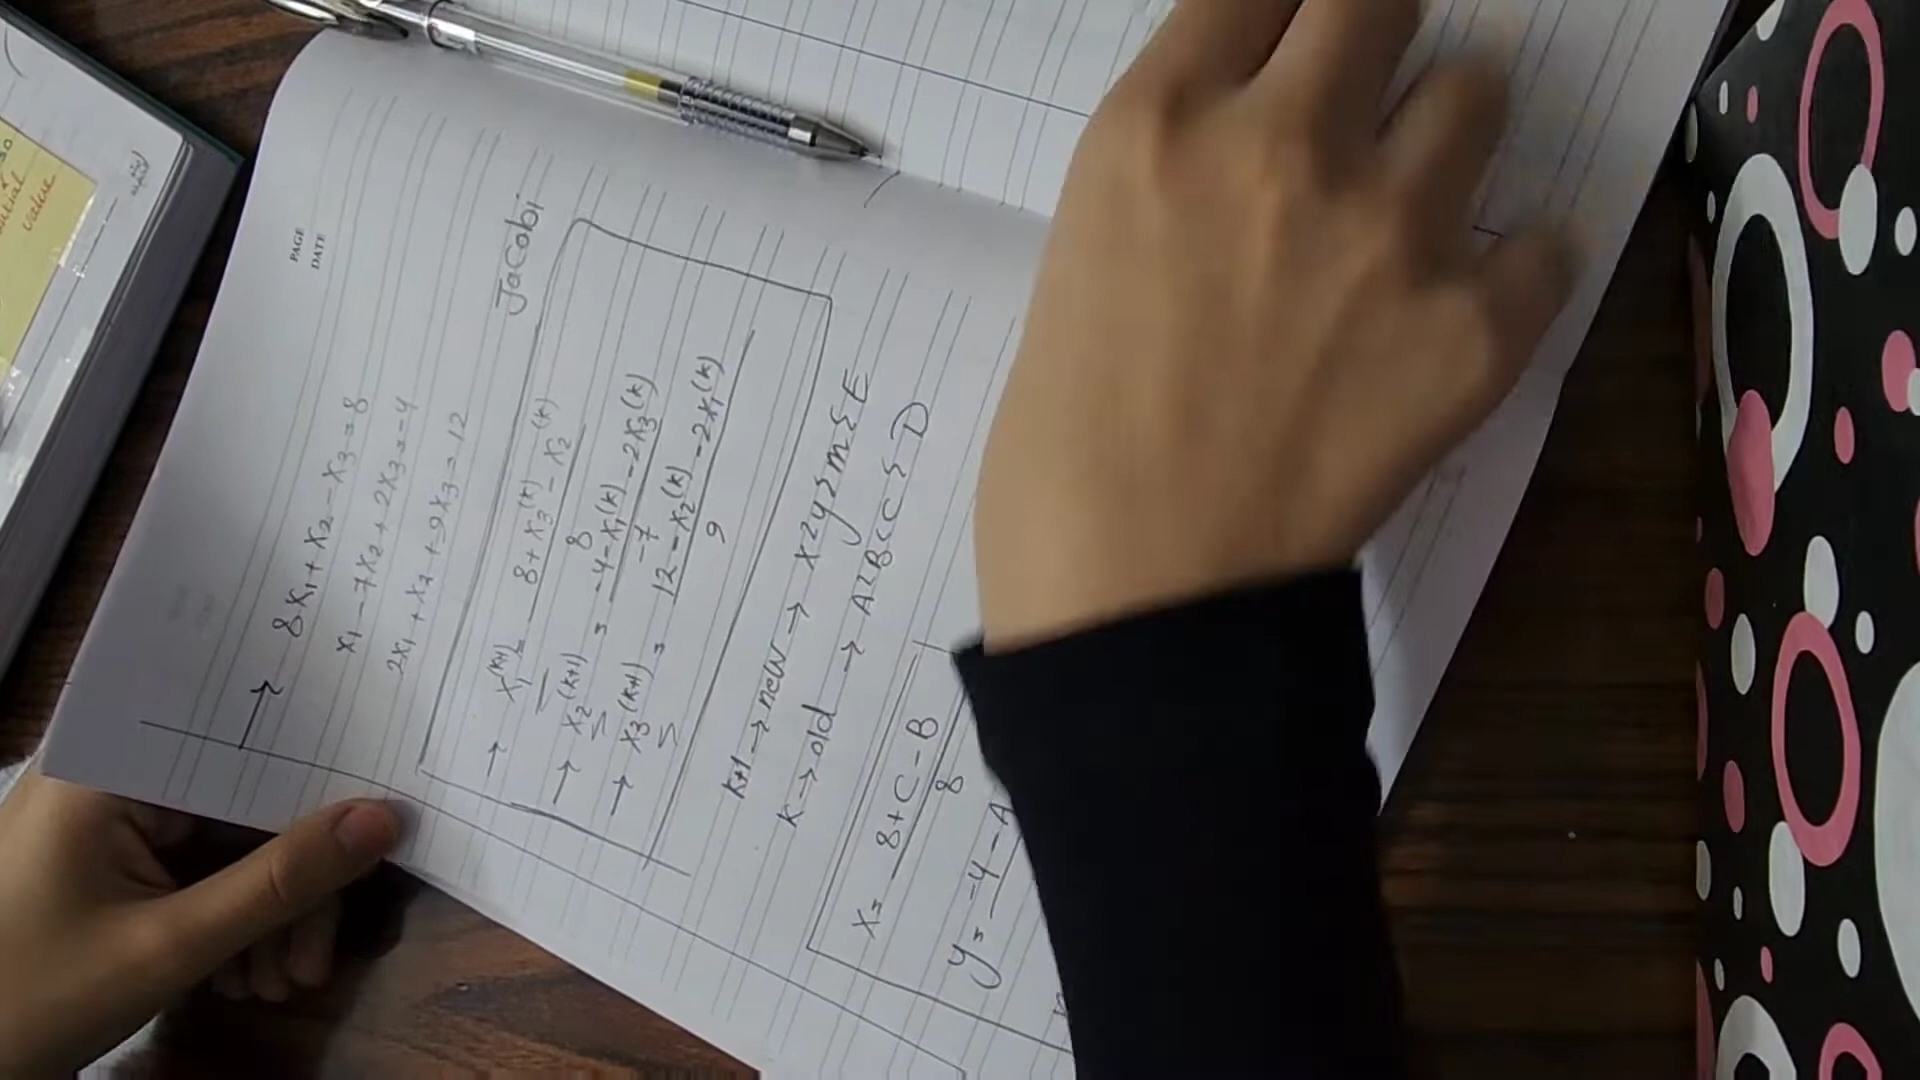 initial
value
PAGE
DATE
8x₁ + x₂ - x₃ = 8
x₁ - 7x₂ + 2x₃ = -4
2x₁ + x₂ + 9x₃ = 12
Jacobi
→ x₁^(k+1) = 8 + x₃^(k) - x₂^(k) / 8
→ x₂^(k+1) = -4 - x₁^(k) - 2x₃^(k) / -7
→ x₃^(k+1) = 12 - x₂^(k) - 2x₁^(k) / 9
k+1 → new →
k → old →
x = 8 + C - B / 8
y = -4 - A